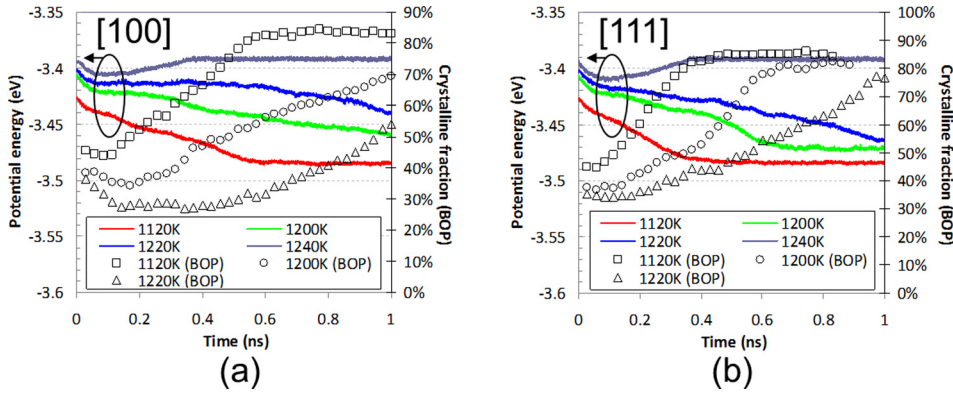 [100]
-3.35
-3.4
-3.45
-3.5
-3.55
-3.6
Potential energy (eV)
90%
80%
70%
60%
50%
40%
30%
20%
10%
0%
Crystalline fraction (BOP)
1120K 1200K
1220K 1240K
1120K (BOP) 1200K (BOP)
1220K (BOP)
0 0.2 0.4 0.6 0.8 1
Time (ns)
(a)
[111]
-3.35
-3.4
-3.45
-3.5
-3.55
-3.6
Potential energy (eV)
100%
90%
80%
70%
60%
50%
40%
30%
20%
10%
0%
Crystalline fraction (BOP)
1120K 1200K
1220K 1240K
1120K (BOP) 1200K (BOP)
1220K (BOP)
0 0.2 0.4 0.6 0.8 1
Time (ns)
(b)